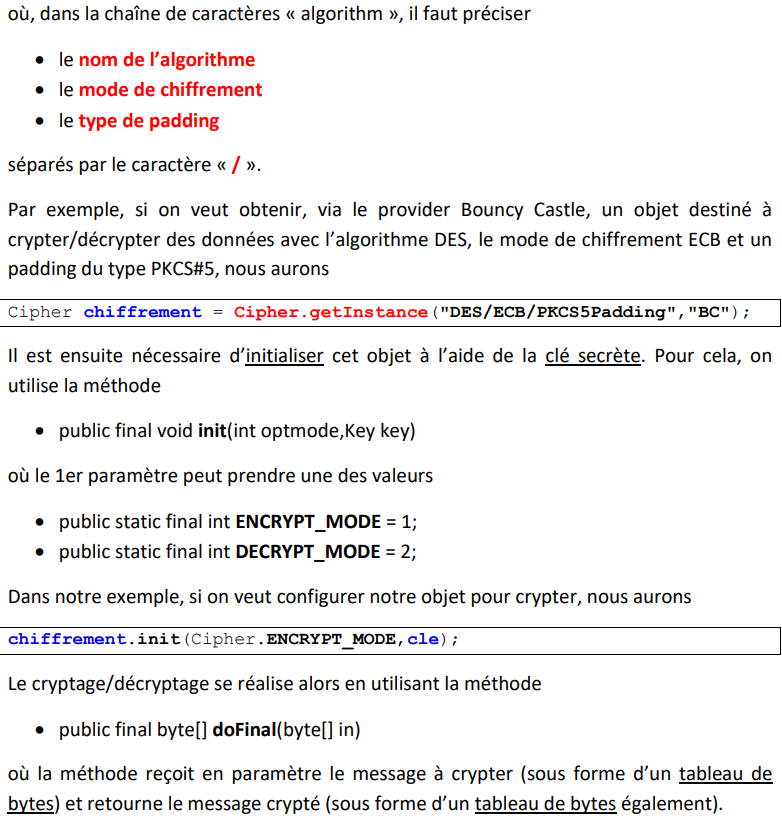 où, dans la chaîne de caractères « algorithm », il faut préciser
• le nom de l’algorithme
• le mode de chiffrement
• le type de padding
séparés par le caractère « / ».
Par exemple, si on veut obtenir, via le provider Bouncy Castle, un objet destiné à
crypter/décrypter des données avec l’algorithme DES, le mode de chiffrement ECB et un
padding du type PKCS#5, nous aurons
Cipher chiffrement = Cipher.getInstance("DES/ECB/PKCS5Padding","BC");
Il est ensuite nécessaire d’initialiser cet objet à l’aide de la clé secrète. Pour cela, on
utilise la méthode
• public final void init(int optmode,Key key)
où le 1er paramètre peut prendre une des valeurs
• public static final int ENCRYPT_MODE = 1;
• public static final int DECRYPT_MODE = 2;
Dans notre exemple, si on veut configurer notre objet pour crypter, nous aurons
chiffrement.init(Cipher.ENCRYPT_MODE,cle);
Le cryptage/décryptage se réalise alors en utilisant la méthode
• public final byte[] doFinal(byte[] in)
où la méthode reçoit en paramètre le message à crypter (sous forme d’un tableau de
bytes) et retourne le message crypté (sous forme d’un tableau de bytes également).